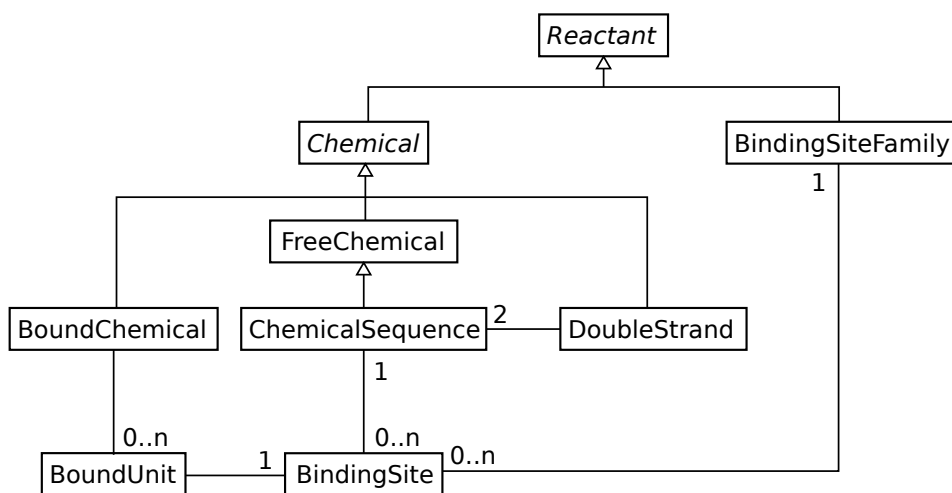 Reactant
Chemical
BindingSiteFamily
1
FreeChemical
BoundChemical
ChemicalSequence
2
DoubleStrand
1
0..n
0..n
0..n
BoundUnit
1
BindingSite